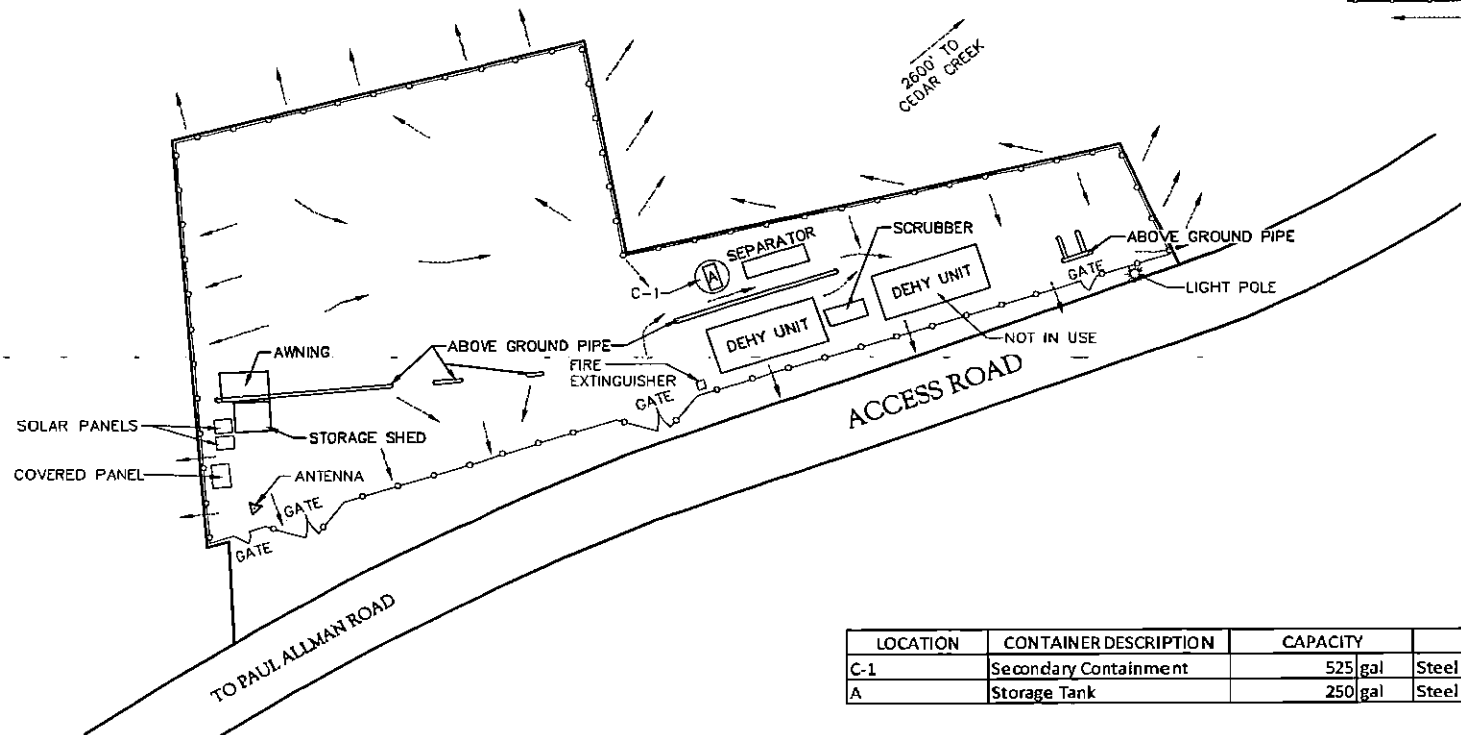 2600' TO
CEDAR CREEK
SEPARATOR
SCRUBBER
A
C-1
ABOVE GROUND PIPE
GATE
LIGHT POLE
DEHY UNIT
DEHY UNIT
NOT IN USE
AWNING
ABOVE GROUND PIPE
FIRE
EXTINGUISHER
GATE
ACCESS ROAD
SOLAR PANELS
STORAGE SHED
COVERED PANEL
ANTENNA
GATE
GATE
TO PAUL ALLMAN ROAD
LOCATION CONTAINER DESCRIPTION CAPACITY
C-1 Secondary Containment 525 gal Steel
A Storage Tank 250 gal Steel